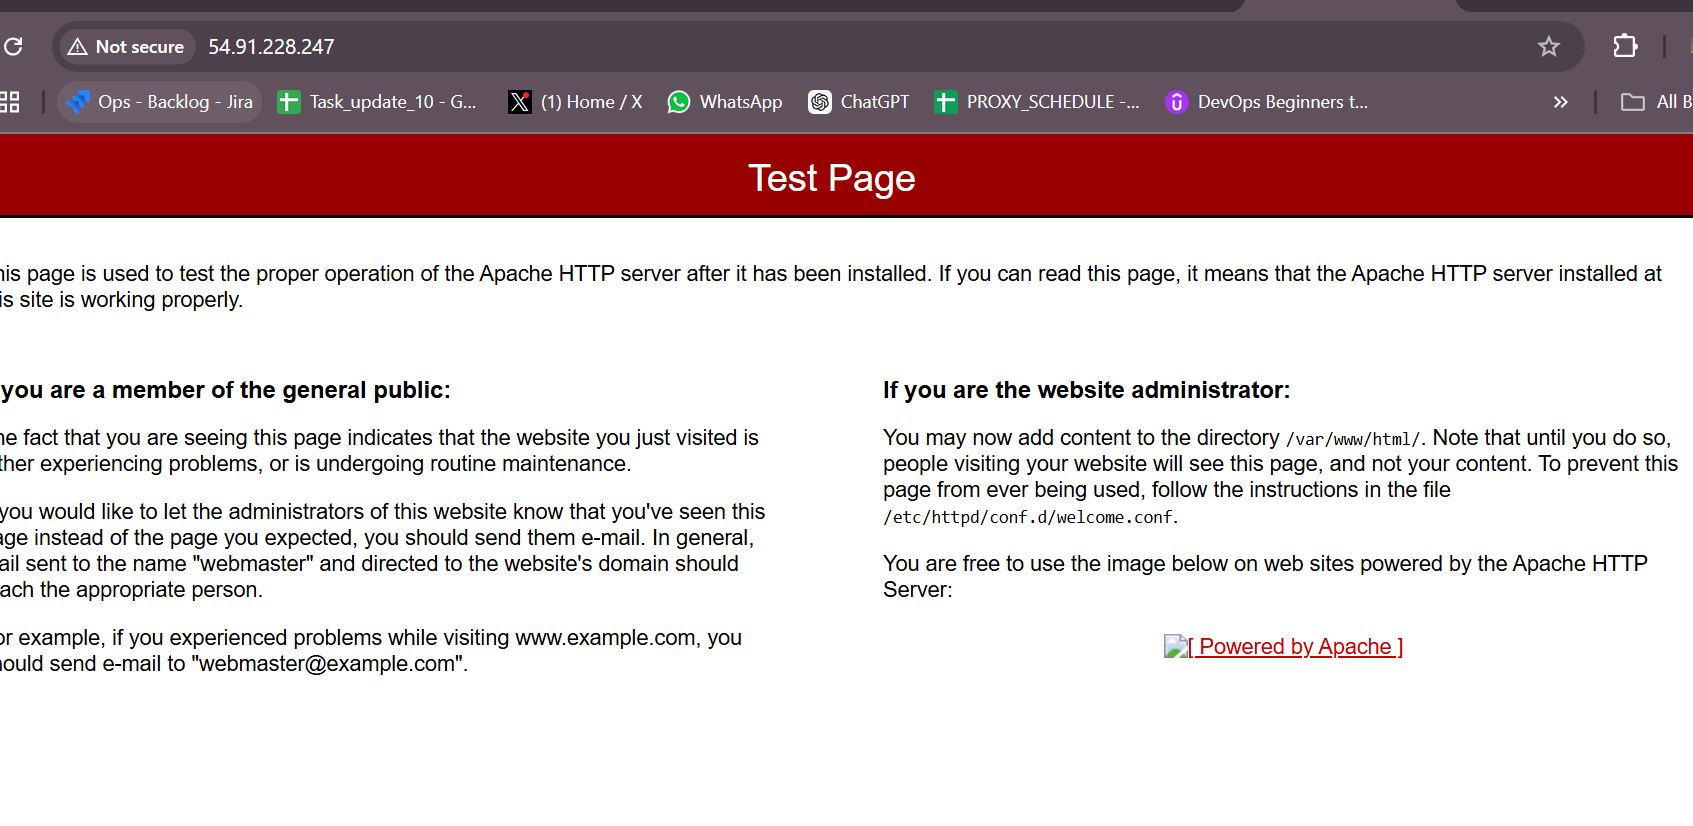 Not secure 54.91.228.247
Ops - Backlog - Jira Task_update_10 - G... (1) Home / X WhatsApp ChatGPT PROXY_SCHEDULE -... DevOps Beginners t... » All B
Test Page
his page is used to test the proper operation of the Apache HTTP server after it has been installed. If you can read this page, it means that the Apache HTTP server installed at
is site is working properly.
you are a member of the general public:
he fact that you are seeing this page indicates that the website you just visited is
ther experiencing problems, or is undergoing routine maintenance.
you would like to let the administrators of this website know that you've seen this
age instead of the page you expected, you should send them e-mail. In general,
ail sent to the name "webmaster" and directed to the website's domain should
ach the appropriate person.
or example, if you experienced problems while visiting www.example.com, you
hould send e-mail to "webmaster@example.com".
If you are the website administrator:
You may now add content to the directory /var/www/html/. Note that until you do so,
people visiting your website will see this page, and not your content. To prevent this
page from ever being used, follow the instructions in the file
/etc/httpd/conf.d/welcome.conf.
You are free to use the image below on web sites powered by the Apache HTTP
Server:
[ Powered by Apache ]